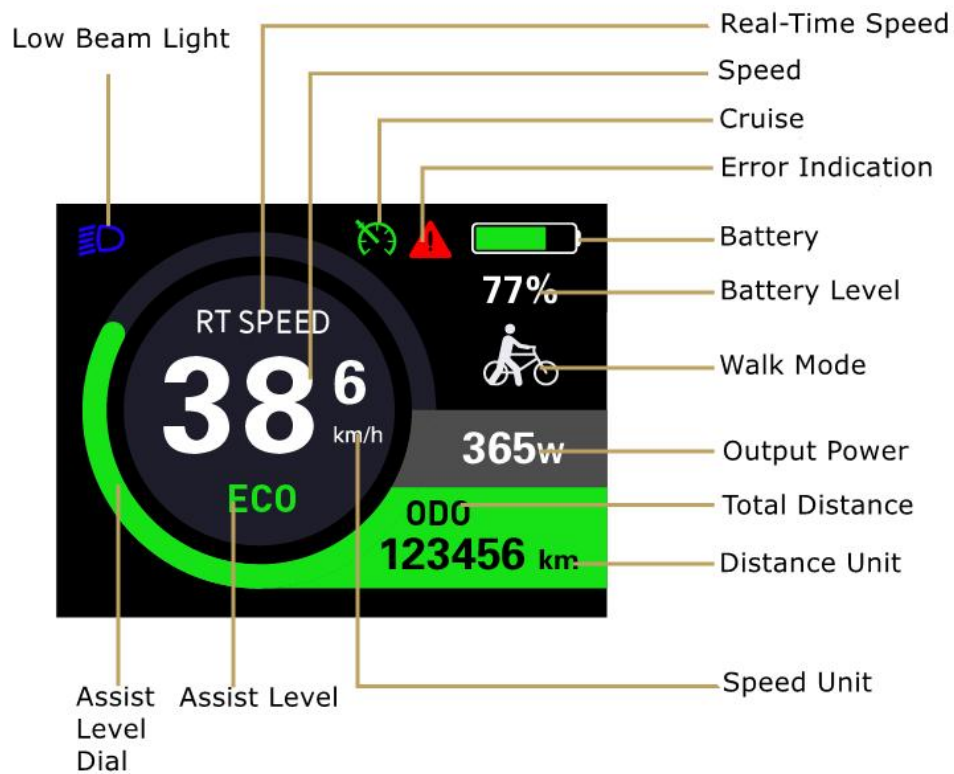 Real-Time Speed
Low Beam Light
Speed
Cruise
Error Indication
Battery
77%
Battery Level
RT SPEED
Walk Mode
38 6
km/h
365w
Output Power
ECO
ODO
Total Distance
123456 km
Distance Unit
Assist
Level
Dial
Assist Level
Speed Unit